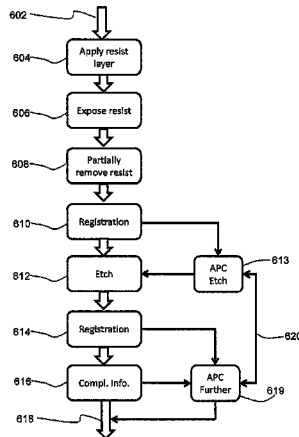 602
604
Apply resist
layer
606
Expose resist
608
Partially
remove resist
610
Registration
612
Etch
APC
Etch
613
614
Registration
620
616
Compl. Info.
APC
Further
618
619